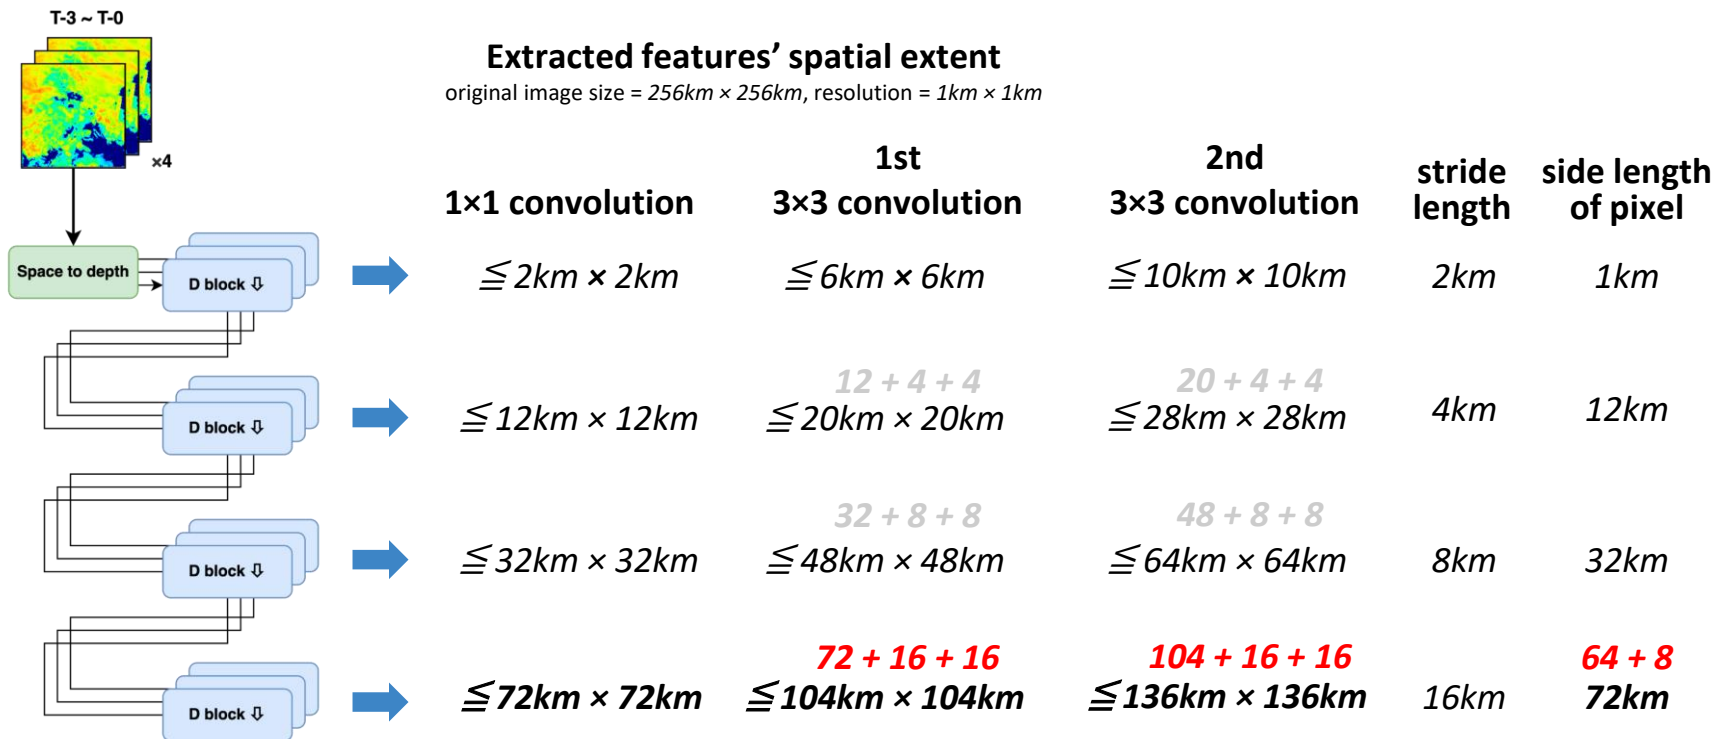 T-3 ~ T-0
×4
Extracted features’ spatial extent
original image size = 256km × 256km, resolution = 1km × 1km
1×1 convolution
1st
3×3 convolution
2nd
3×3 convolution
stride
length
side length
of pixel
Space to depth
D block ⇩
≦2km × 2km
≦6km × 6km
≦10km × 10km
2km
1km
12 + 4 + 4
20 + 4 + 4
D block ⇩
≦12km × 12km
≦20km × 20km
≦28km × 28km
4km
12km
32 + 8 + 8
48 + 8 + 8
D block ⇩
≦32km × 32km
≦48km × 48km
≦64km × 64km
8km
32km
72 + 16 + 16
104 + 16 + 16
64 + 8
D block ⇩
≦72km × 72km
≦104km × 104km
≦136km × 136km
16km
72km